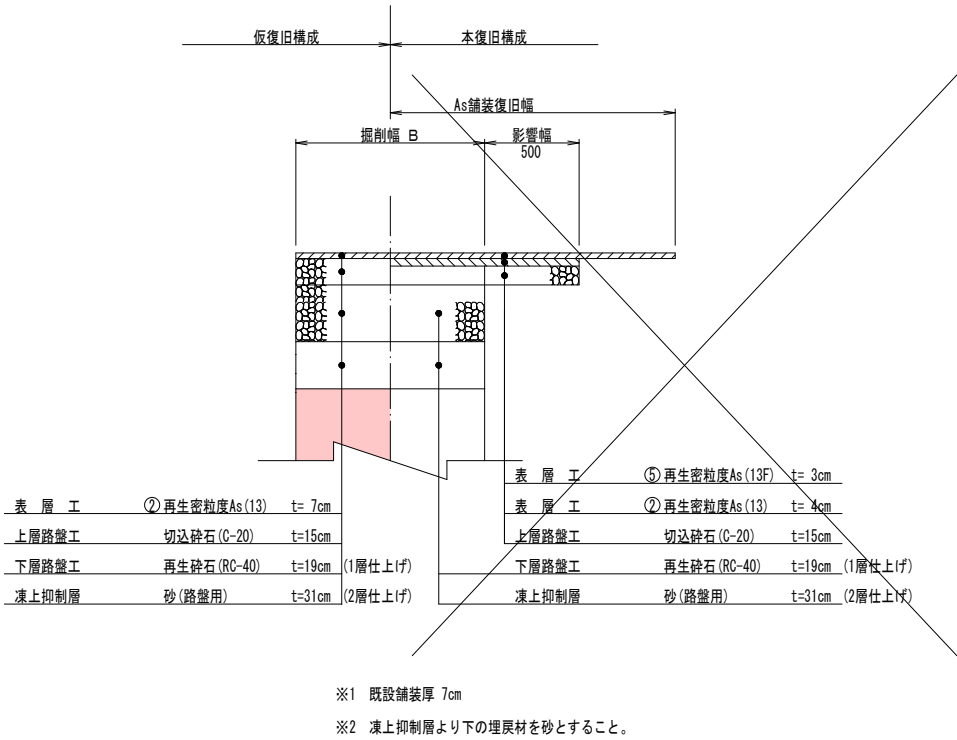 仮復旧構成
本復旧構成
As舗装復旧幅
掘削幅 B
影響幅
500
表 層 工 ⑤再生密粒度As(13F) t= 3cm
表 層 工 ②再生密粒度As(13) t= 7cm
表 層 工 ②再生密粒度As(13) t= 4cm
上層路盤工 切込砕石(C-20) t=15cm
上層路盤工 切込砕石(C-20) t=15cm
下層路盤工 再生砕石(RC-40) t=19cm (1層仕上げ)
下層路盤工 再生砕石(RC-40) t=19cm (1層仕上げ)
凍上抑制層 砂(路盤用) t=31cm (2層仕上げ)
凍上抑制層 砂(路盤用) t=31cm (2層仕上げ)
※1 既設舗装厚 7cm
※2 凍上抑制層より下の埋戻材を砂とすること。